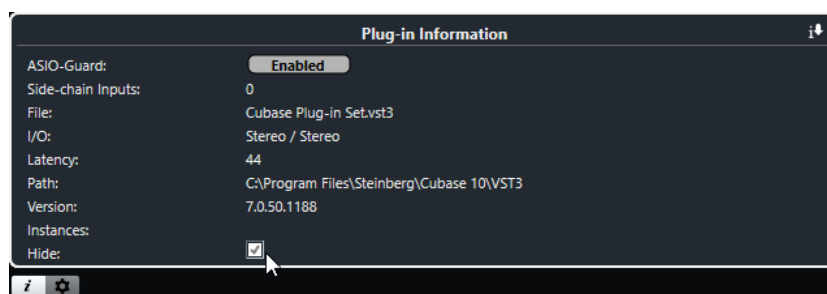 Plug-in Information
i
ASIO-Guard: Enabled
Side-chain Inputs: 0
File: Cubase Plug-in Set.vst3
I/O: Stereo / Stereo
Latency: 44
Path: C:\Program Files\Steinberg\Cubase 10\VST3
Version: 7.0.50.1188
Instances:
Hide:
i